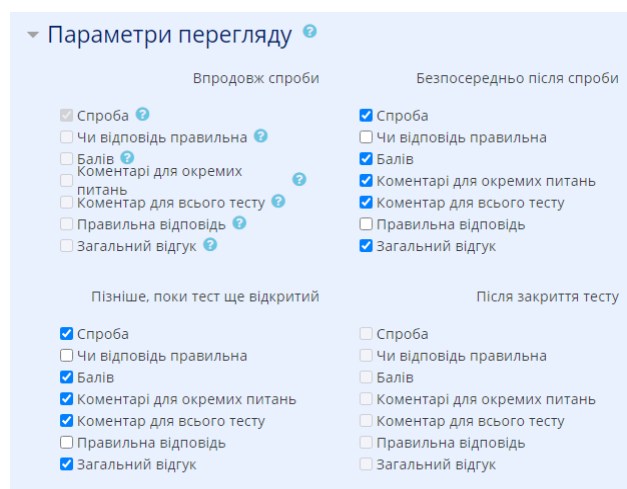 Параметри перегляду
Впродовж спроби
Спроба
Чи відповідь правильна
Балів
Коментарі для окремих
питань
Коментар для всього тесту
Правильна відповідь
Загальний відгук
Безпосередньо після спроби
Спроба
Чи відповідь правильна
Балів
Коментарі для окремих питань
Коментар для всього тесту
Правильна відповідь
Загальний відгук
Пізніше, поки тест ще відкритий
Спроба
Чи відповідь правильна
Балів
Коментарі для окремих питань
Коментар для всього тесту
Правильна відповідь
Загальний відгук
Після закриття тесту
Спроба
Чи відповідь правильна
Балів
Коментарі для окремих питань
Коментар для всього тесту
Правильна відповідь
Загальний відгук